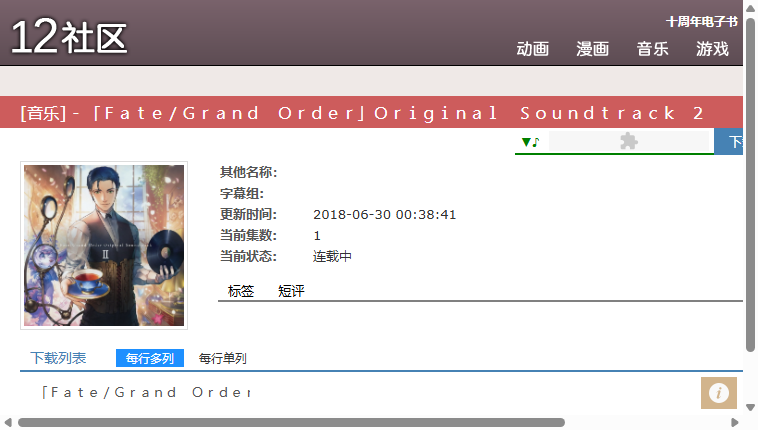 12社区
十周年电子书
动画 漫画 音乐 游戏
[音乐] - 「Ｆａｔｅ/Ｇｒａｎｄ Ｏｒｄｅｒ」Ｏｒｉｇｉｎａｌ Ｓｏｕｎｄｔｒａｃｋ ２
▼♪
其他名称：
字幕组：
更新时间： 2018-06-30 00:38:41
当前集数： 1
当前状态： 连载中
标签 短评
下载列表 每行多列 每行单列
「Ｆａｔｅ/Ｇｒａｎｄ Ｏｒｄｅｒ